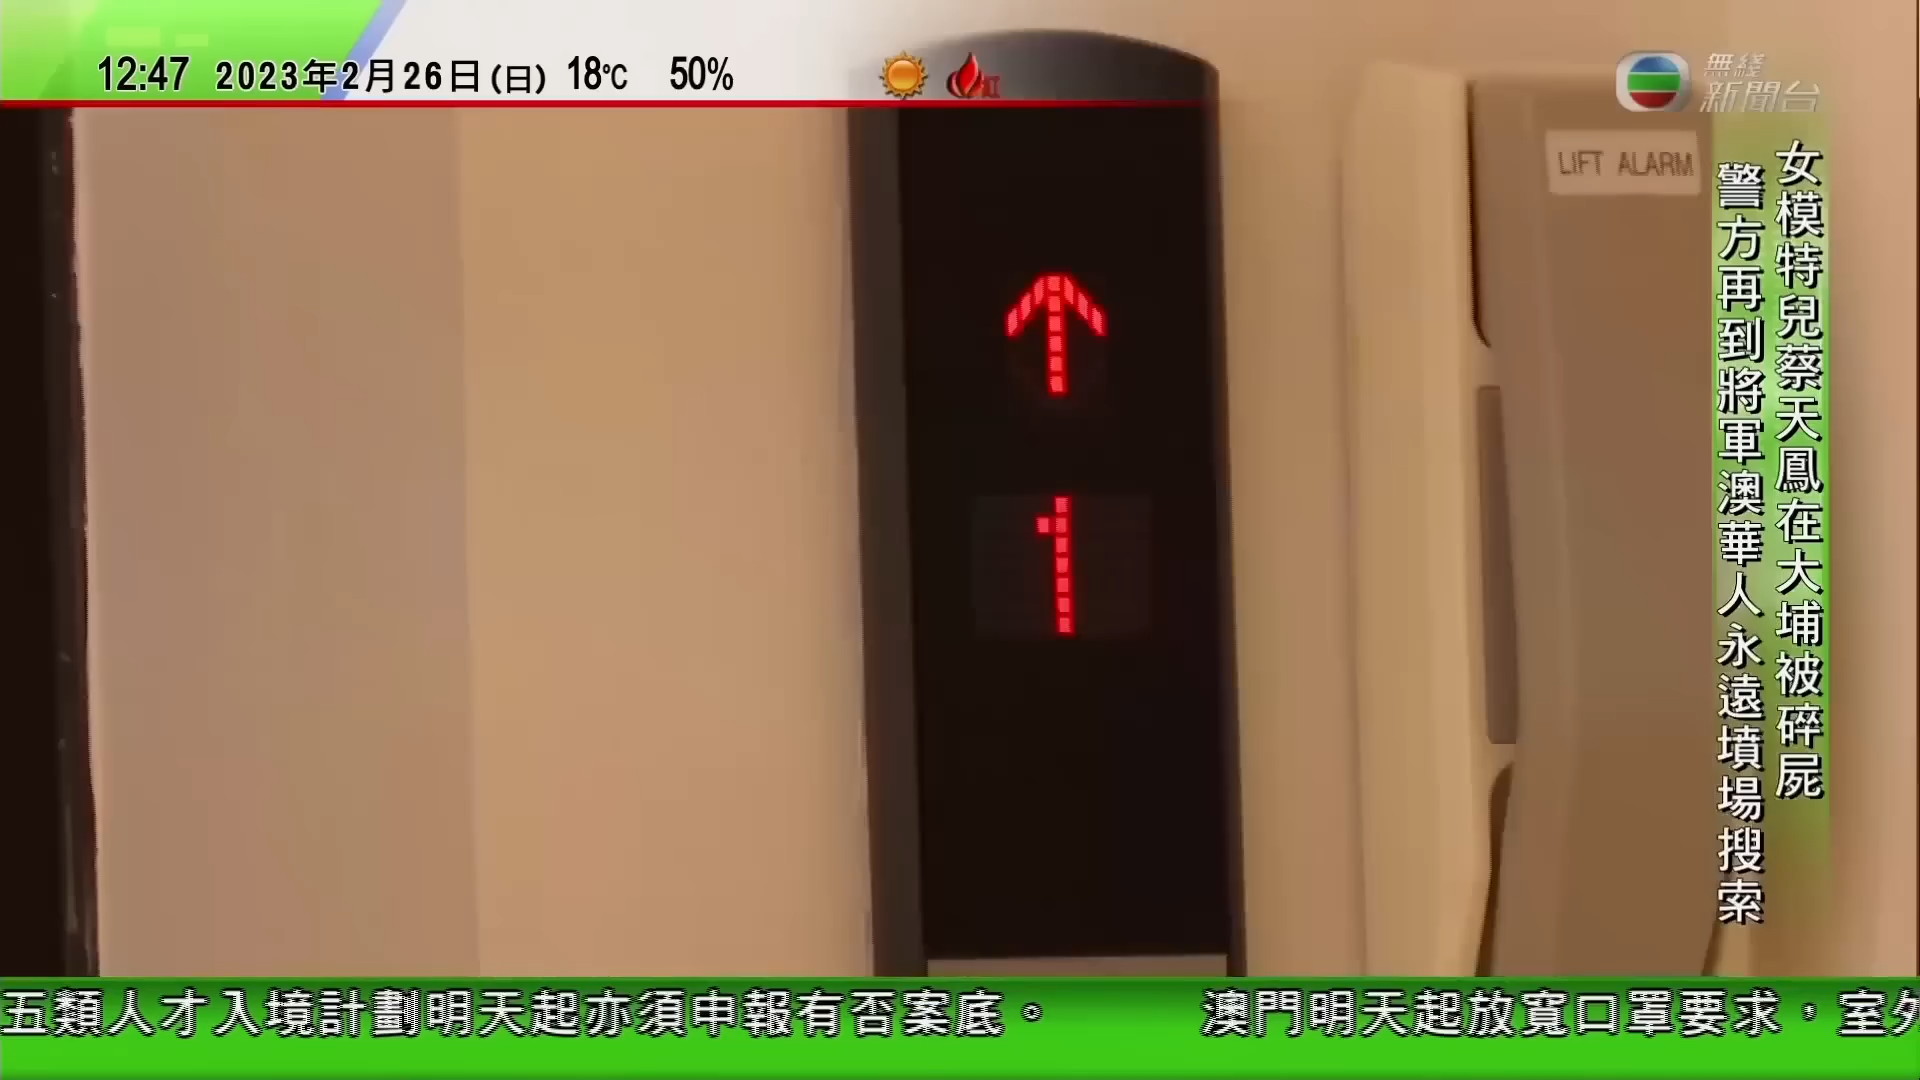 12:47 2023年2月26日(日) 18℃ 50%
紅
無綫
新聞台
LIFT ALARM
女模特兒蔡天鳳在大埔被碎屍
警方再到將軍澳華人永遠墳場搜索
1
五類人才入境計劃明天起亦須申報有否案底。 澳門明天起放寬口罩要求,室外